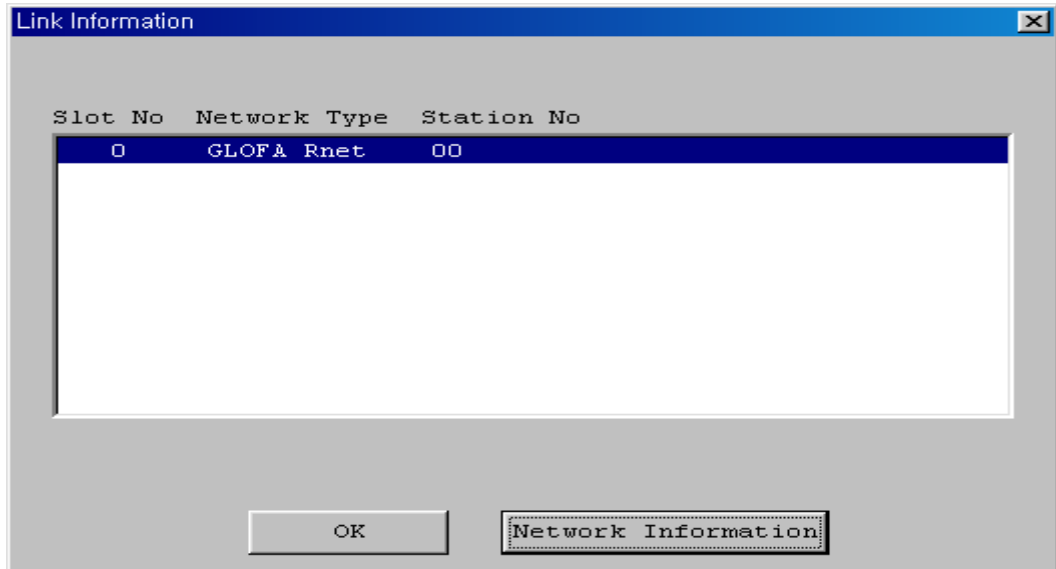 Link Information
Slot No Network Type Station No
0 GLOFA Rnet 00
OK Network Information